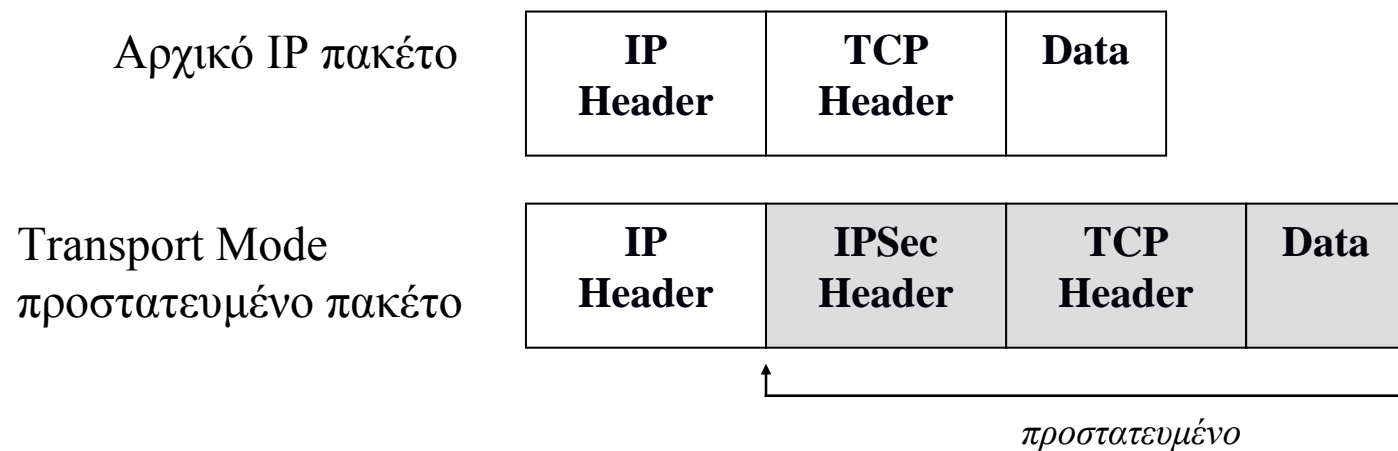 Αρχικό IP πακέτο
IP Header
TCP Header
Data
Transport Mode
προστατευμένο πακέτο
IP Header
IPSec Header
TCP Header
Data
προστατευμένο